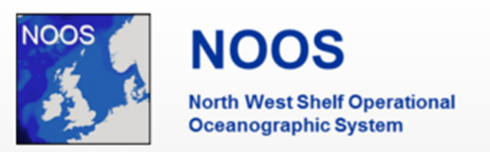 NOOS
NOOS
North West Shelf Operational
Oceanographic System